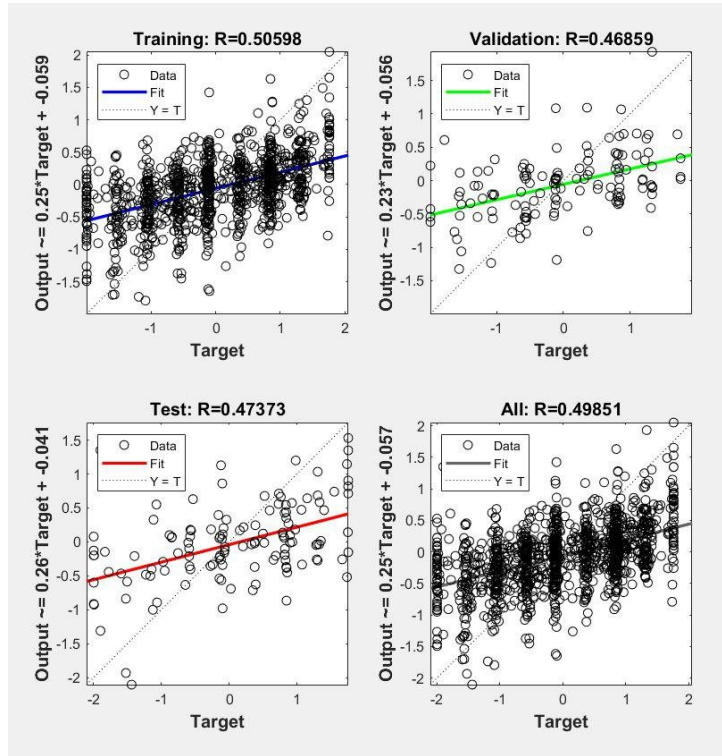 Training: R=0.50598
Output ~= 0.25*Target + -0.059
Data
Fit
Y = T
2
1.5
1
0.5
0
-0.5
-1
-1.5
-1 0 1 2
Target
Validation: R=0.46859
Output ~= 0.23*Target + -0.056
Data
Fit
Y = T
1.5
1
0.5
0
-0.5
-1
-1.5
-1 0 1
Target
Test: R=0.47373
Output ~= 0.26*Target + -0.041
Data
Fit
Y = T
1.5
1
0.5
0
-0.5
-1
-1.5
-2
-2 -1 0 1
Target
All: R=0.49851
Output ~= 0.25*Target + -0.057
Data
Fit
Y = T
2
1.5
1
0.5
0
-0.5
-1
-1.5
-2
-2 -1 0 1 2
Target